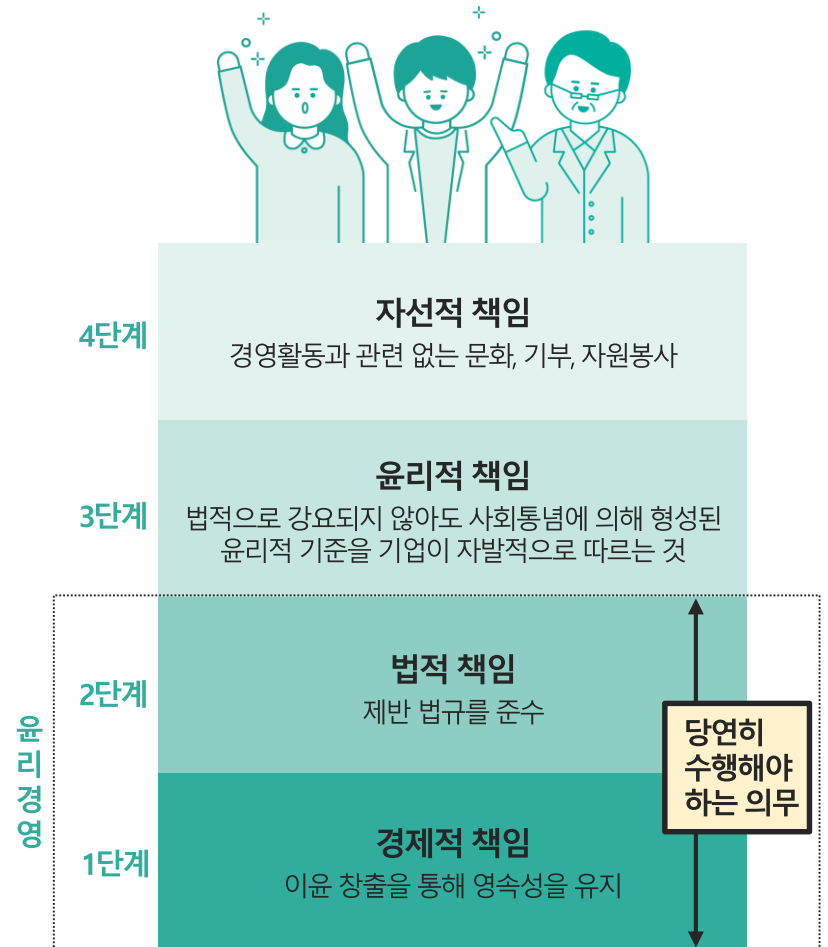 4단계
자선적 책임
경영활동과 관련 없는 문화, 기부, 자원봉사
3단계
윤리적 책임
법적으로 강요되지 않아도 사회통념에 의해 형성된
윤리적 기준을 기업이 자발적으로 따르는 것
윤리경영
2단계
법적 책임
제반 법규를 준수
당연히
수행해야
하는 의무
1단계
경제적 책임
이윤 창출을 통해 영속성을 유지